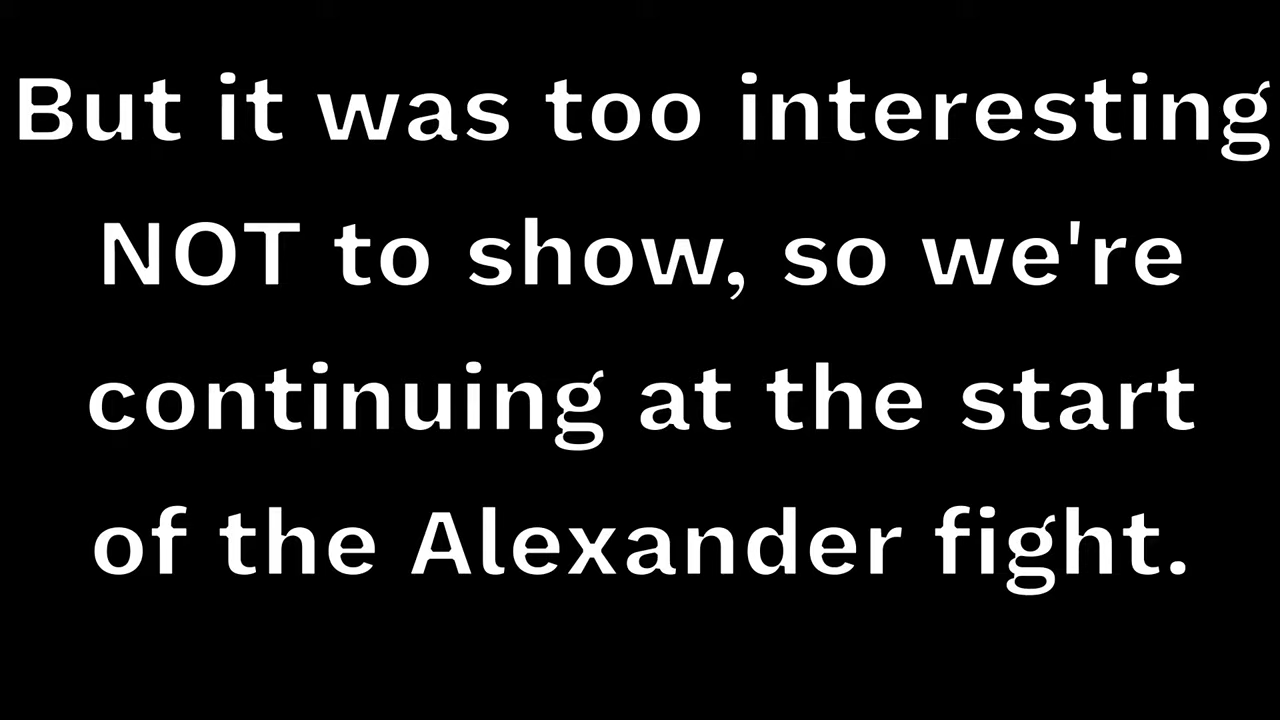 But it was too interesting
NOT to show, so we're
continuing at the start
of the Alexander fight.